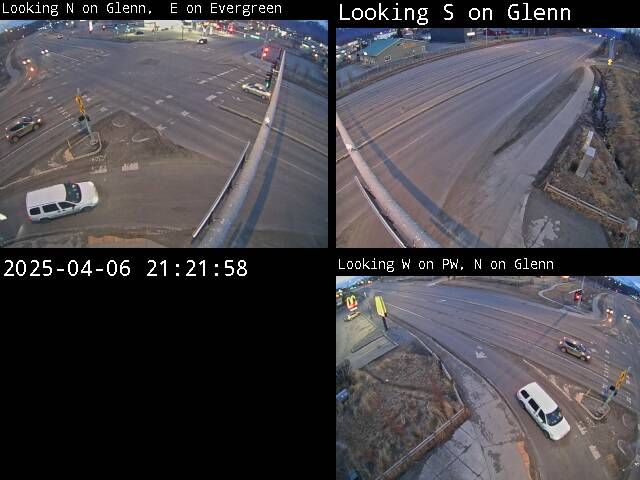 Looking N on Glenn,  E on Evergreen
Looking S on Glenn
2025-04-06 21:21:58
Looking W on PW, N on Glenn